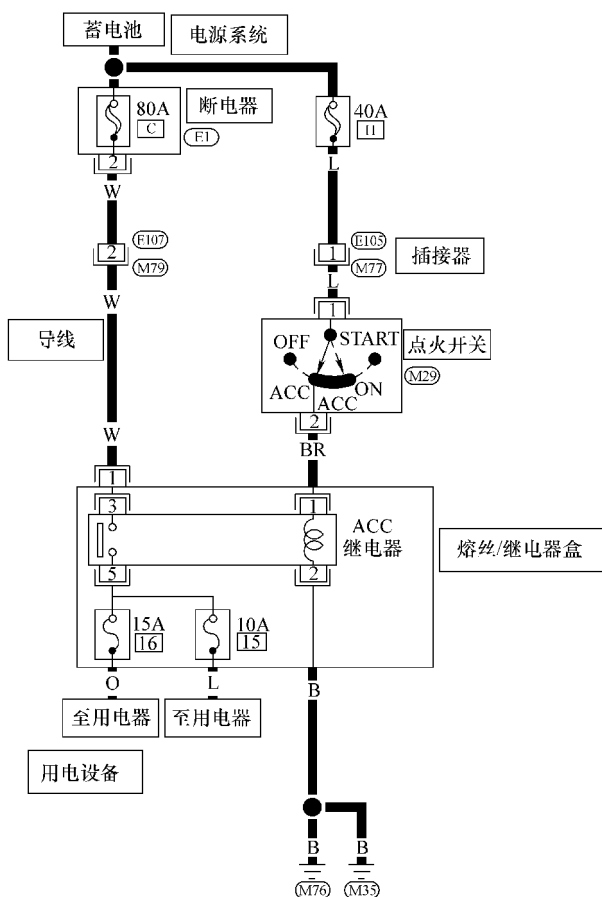 蓄电池
电源系统
80A
C
断电器
E1
40A
H
2
L
W
2
E107
M79
1
E105
M77
插接器
W
L
导线
1
OFF
START
点火开关
M29
ACC
ON
ACC
2
W
BR
1
3
1
ACC
继电器
熔丝/继电器盒
5
2
15A
16
10A
15
O
L
B
至用电器
至用电器
用电设备
B
B
M76
M35